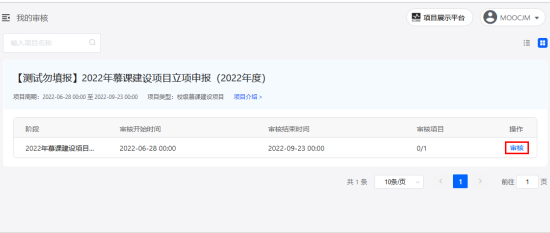 我的审核 项目展示平台 MOOCJM
输入项目名称
【测试勿填报】2022年慕课建设项目立项申报（2022年度）
项目周期：2022-06-28 00:00 至 2022-09-23 00:00 项目类型：校级慕课建设项目 项目介绍 >
阶段 审核开始时间 审核结束时间 审核项目 操作
2022年慕课建设项目... 2022-06-28 00:00 2022-09-23 00:00 0/1 审核
共 1 条 10条/页 < 1 > 前往 1 页